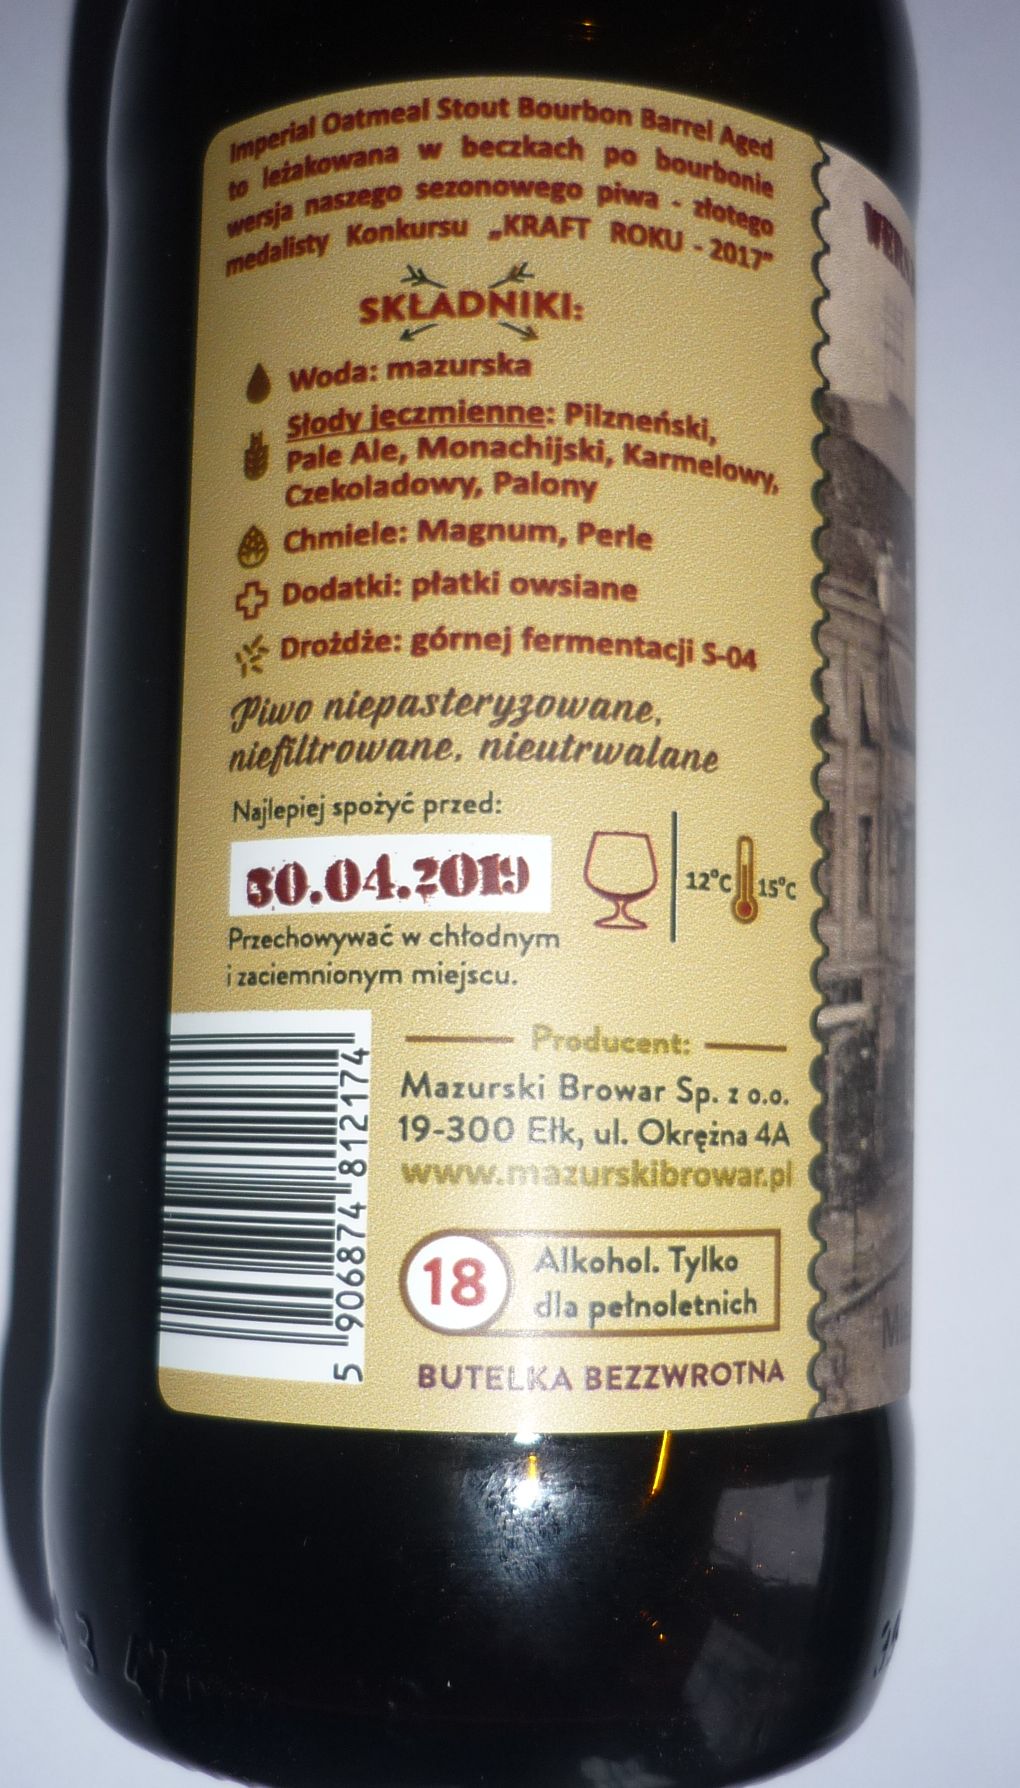 Imperial Oatmeal Stout Bourbon Barrel Aged
to leżakowana w beczkach po bourbonie
wersja naszego sezonowego piwa - złotego
medalisty Konkursu „KRAFT ROKU - 2017”
SKŁADNIKI:
Woda: mazurska
Słody jęczmienne: Pilzneński,
Pale Ale, Monachijski, Karmelowy,
Czekoladowy, Palony
Chmiele: Magnum, Perle
Dodatki: płatki owsiane
Drożdże: górnej fermentacji S-04
Piwo niepasteryzowane,
niefiltrowane, nieutrwalane
Najlepiej spożyć przed:
30.04.2019
12°C 15°C
Przechowywać w chłodnym
i zaciemnionym miejscu.
Producent:
Mazurski Browar Sp. z o.o.
19-300 Ełk, ul. Okrężna 4A
www.mazurskibrowar.pl
5 906874 812174
18 Alkohol. Tylko
dla pełnoletnich
BUTELKA BEZZWROTNA